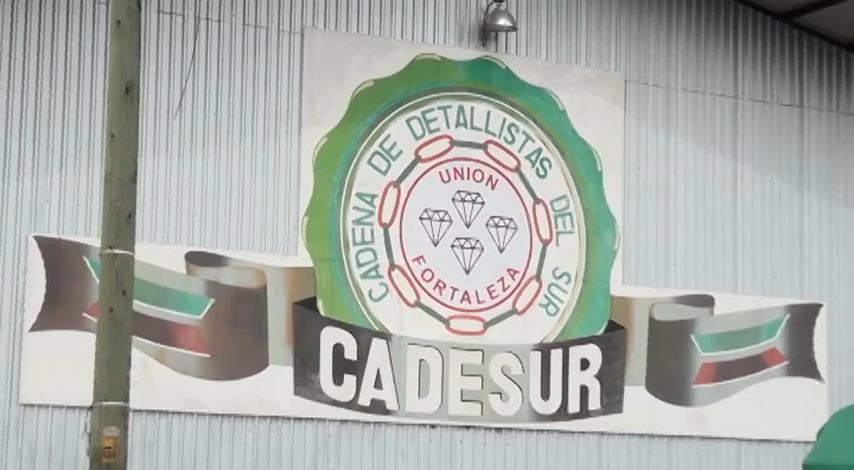 CADENA DE DETALLISTAS DEL SUR
UNION
FORTALEZA
CADESUR